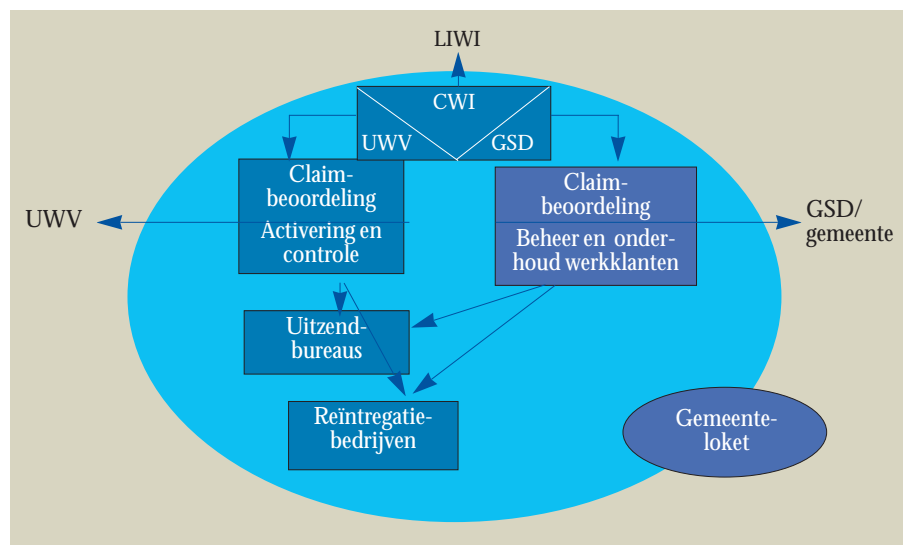 LIWI
CWI
UWV
GSD
Claim-
beoordeling
Activering en
controle
Claim-
beoordeling
Beheer en onder-
houd werkklanten
UWV
GSD/
gemeente
Uitzend-
bureaus
Reïntregatie-
bedrijven
Gemeente-
loket